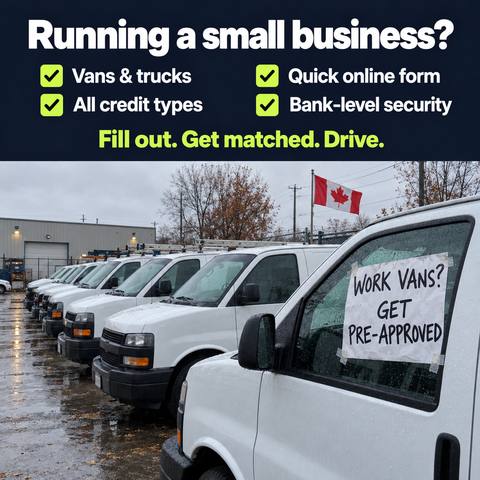 Running a small business?
Vans & trucks
Quick online form
All credit types
Bank-level security
Fill out. Get matched. Drive.
WORK VANS?
GET
PRE-APPROVED